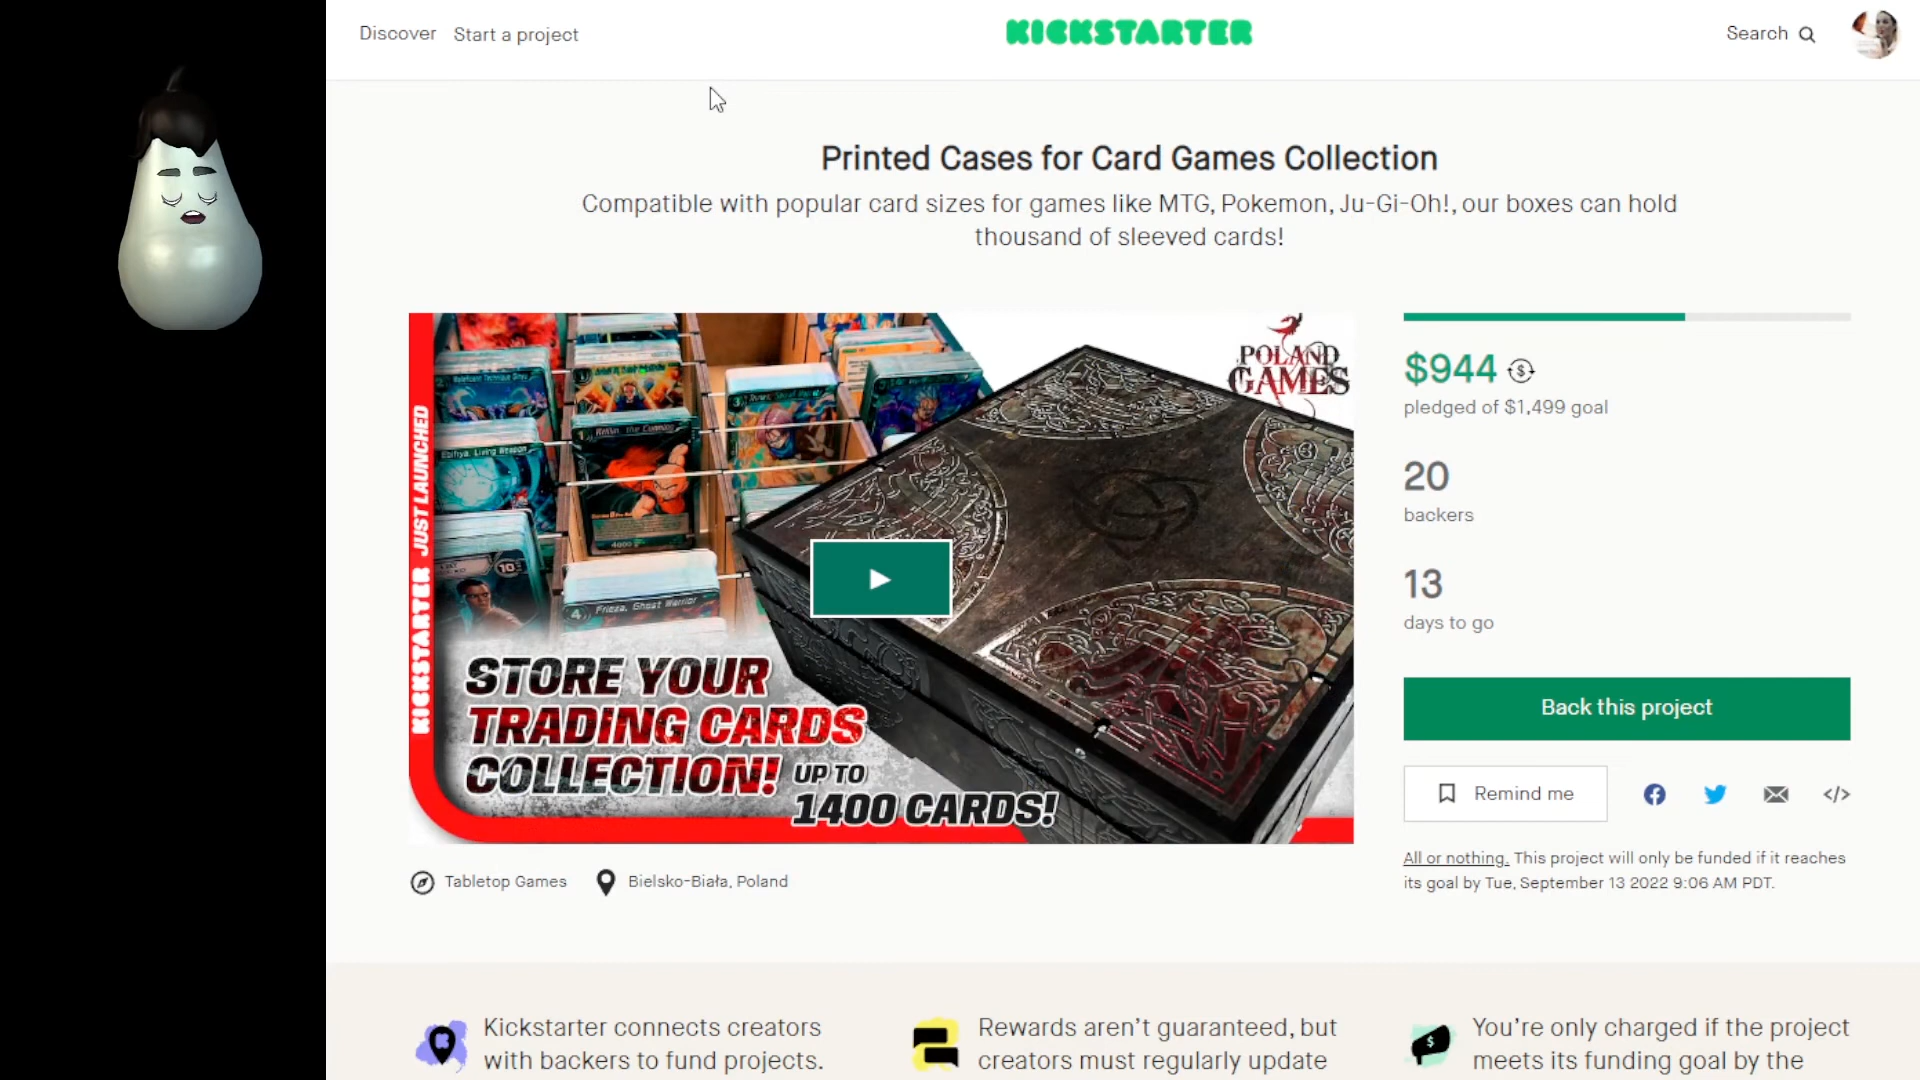 Discover
Start a project
KICKSTARTER
Search
Printed Cases for Card Games Collection
Compatible with popular card sizes for games like MTG, Pokemon, Ju-Gi-Oh!, our boxes can hold
thousand of sleeved cards!
KICKSTARTER JUST LAUNCHED
POLAND
GAMES
Frieza, Ghost Warrior
STORE YOUR
TRADING CARDS
COLLECTION! UP TO
1400 CARDS!
$944
pledged of $1,499 goal
20
backers
13
days to go
Back this project
Remind me
All or nothing. This project will only be funded if it reaches
its goal by Tue, September 13 2022 9:06 AM PDT.
Tabletop Games
Bielsko-Biała, Poland
Kickstarter connects creators
with backers to fund projects.
Rewards aren't guaranteed, but
creators must regularly update
You're only charged if the project
meets its funding goal by the